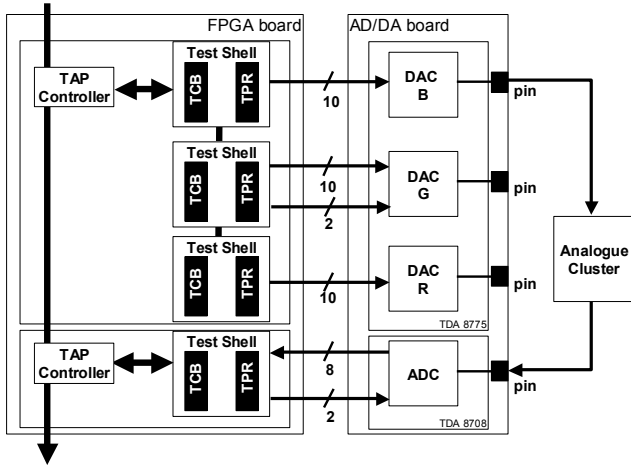 FPGA board
AD/DA board
Test Shell
TAP
Controller
TCB
TPR
10
DAC
B
pin
Test Shell
TCB
TPR
10
2
DAC
G
pin
Analogue
Cluster
Test Shell
TCB
TPR
10
DAC
R
pin
TDA 8775
Test Shell
TAP
Controller
TCB
TPR
8
2
ADC
pin
TDA 8708